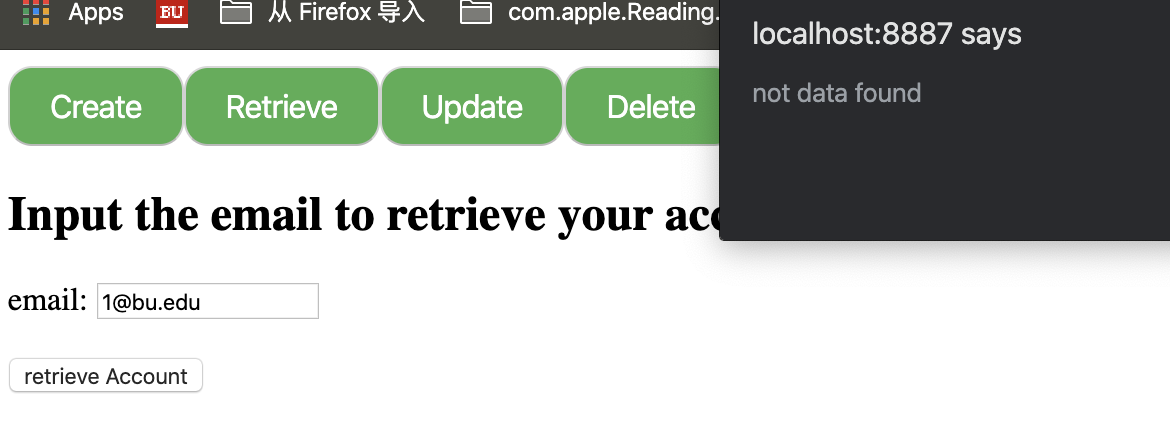 Apps BU 从 Firefox 导入 com.apple.Reading.
localhost:8887 says
not data found
Create Retrieve Update Delete
Input the email to retrieve your acc
email: 1@bu.edu
retrieve Account